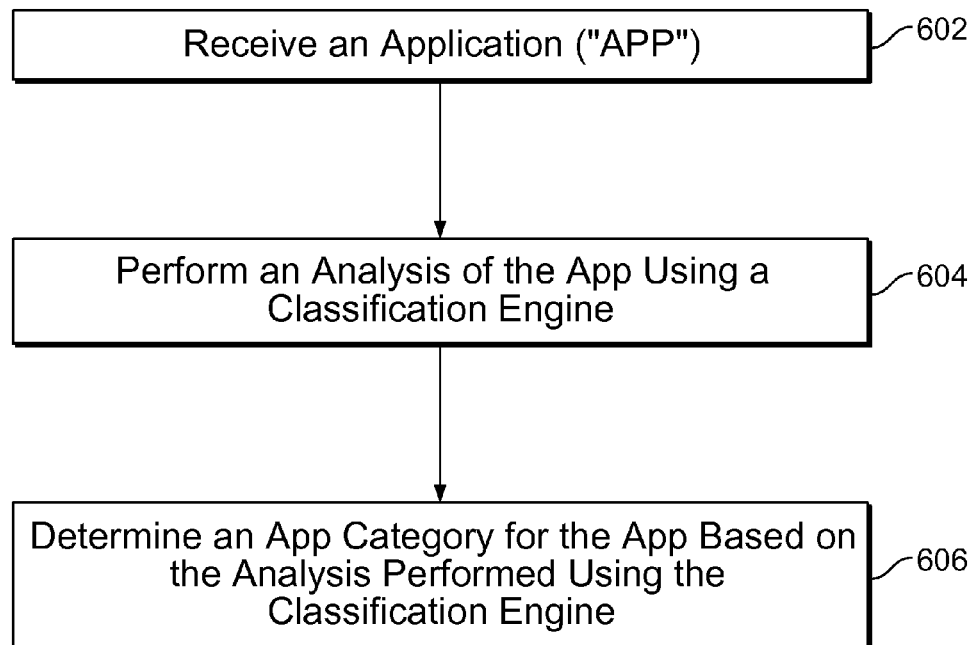 Receive an Application ("APP")
602
Perform an Analysis of the App Using a
Classification Engine
604
Determine an App Category for the App Based on
the Analysis Performed Using the
Classification Engine
606